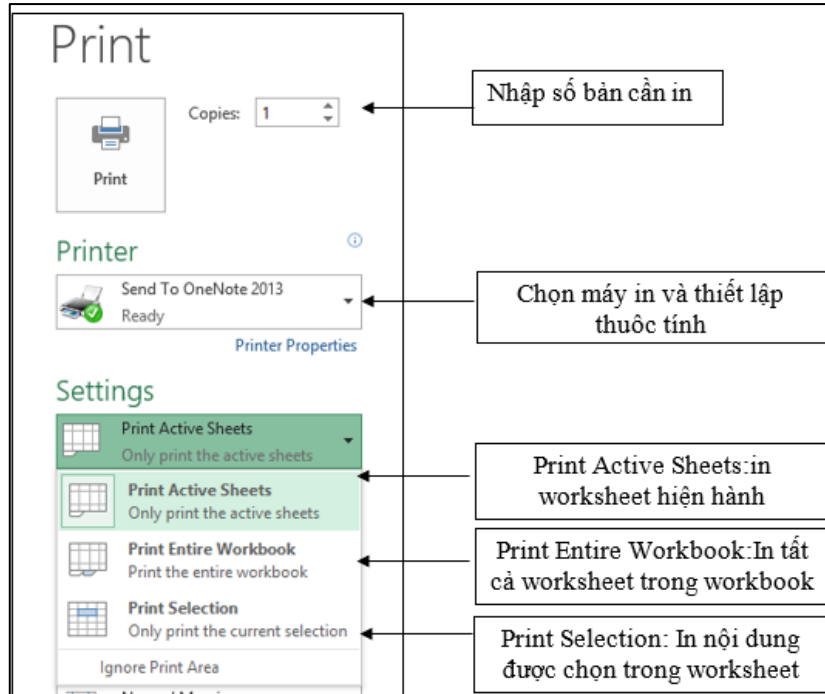 Print
Copies: 1
Nhập số bản cần in
Print
Printer
Send To OneNote 2013
Ready
Chọn máy in và thiết lập
thuôc tính
Printer Properties
Settings
Print Active Sheets
Only print the active sheets
Print Active Sheets
Only print the active sheets
Print Active Sheets:in
worksheet hiện hành
Print Entire Workbook
Print the entire workbook
Print Entire Workbook:In tất
cả worksheet trong workbook
Print Selection
Only print the current selection
Print Selection: In nội dung
được chọn trong worksheet
Ignore Print Area